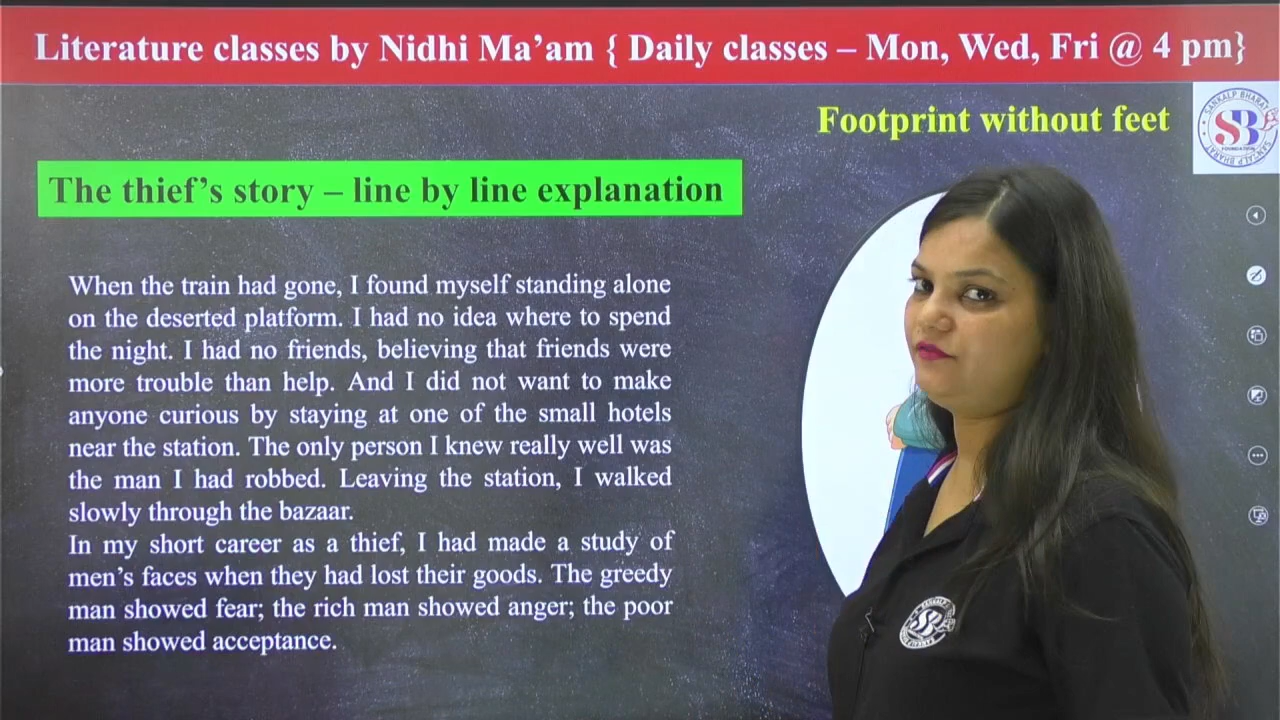 Literature classes by Nidhi Ma’am { Daily classes – Mon, Wed, Fri @ 4 pm}
Footprint without feet
SANKALP BHARAT
SB
FOUNDATION
The thief’s story – line by line explanation
When the train had gone, I found myself standing alone
on the deserted platform. I had no idea where to spend
the night. I had no friends, believing that friends were
more trouble than help. And I did not want to make
anyone curious by staying at one of the small hotels
near the station. The only person I knew really well was
the man I had robbed. Leaving the station, I walked
slowly through the bazaar.
In my short career as a thief, I had made a study of
men’s faces when they had lost their goods. The greedy
man showed fear; the rich man showed anger; the poor
man showed acceptance.
SB